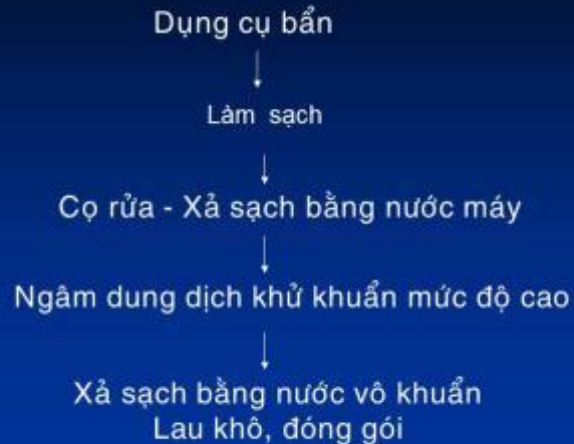 Dụng cụ bẩn
Làm sạch
Cọ rửa - Xả sạch bằng nước máy
Ngâm dung dịch khử khuẩn mức độ cao
Xả sạch bằng nước vô khuẩn
Lau khô, đóng gói